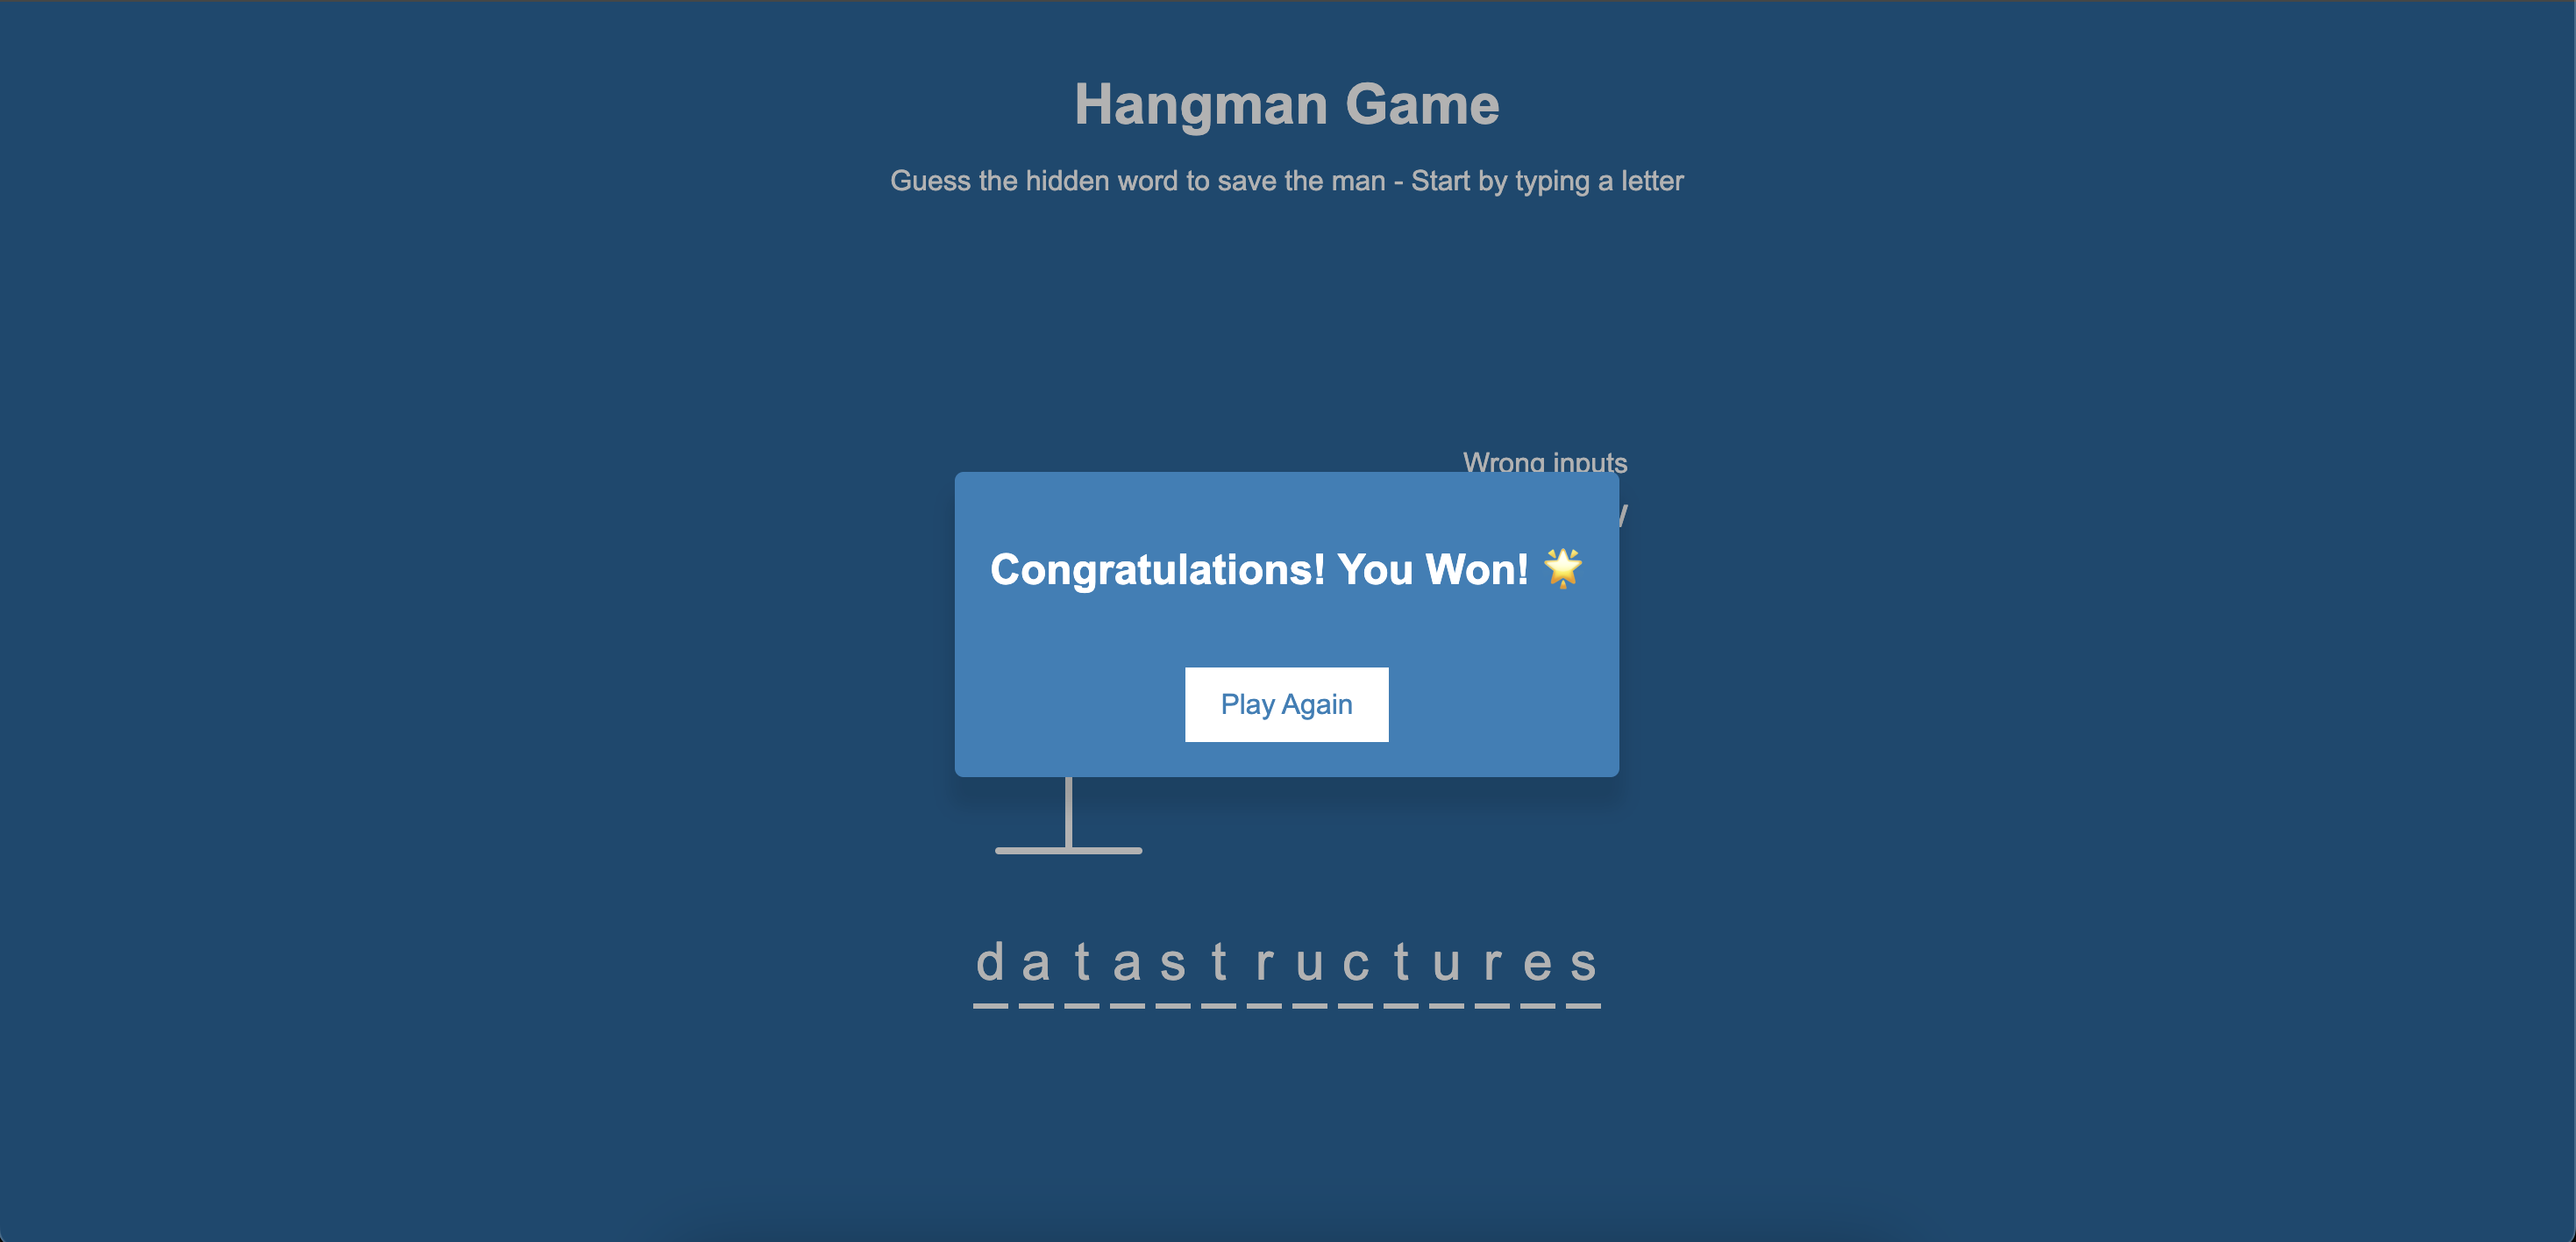 Hangman Game
Guess the hidden word to save the man - Start by typing a letter
Wrong inputs
Congratulations! You Won! 🌟
Play Again
d a t a s t r u c t u r e s